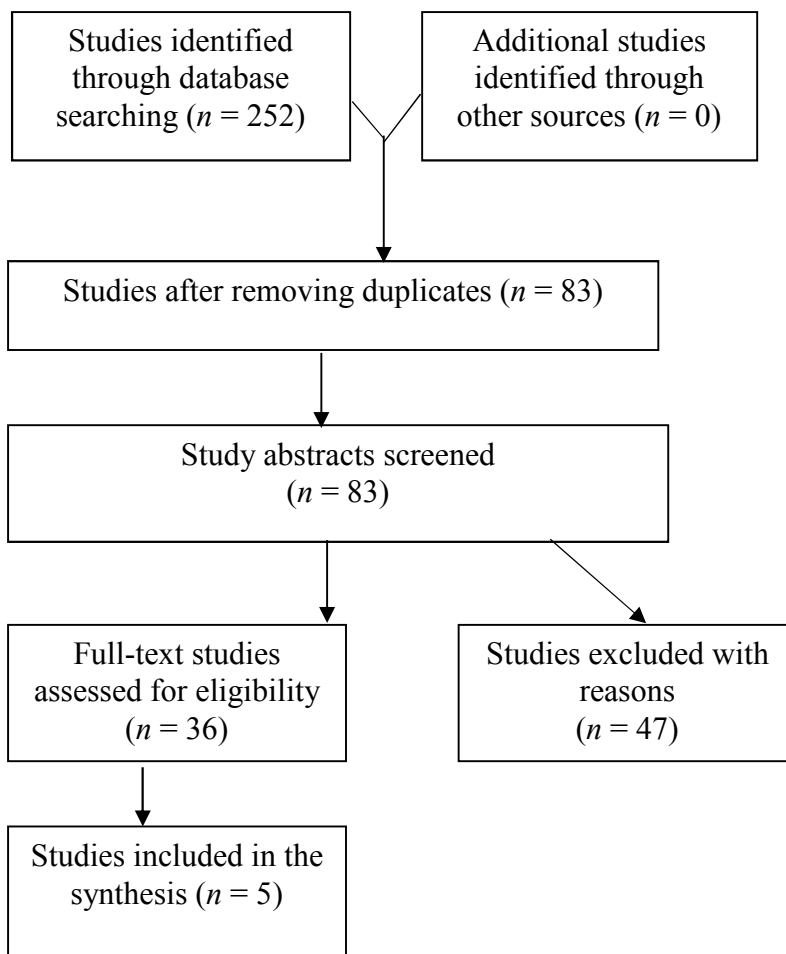 Studies identified
through database
searching (n = 252)
Additional studies
identified through
other sources (n = 0)
Studies after removing duplicates (n = 83)
Study abstracts screened
(n = 83)
Full-text studies
assessed for eligibility
(n = 36)
Studies excluded with
reasons
(n = 47)
Studies included in the
synthesis (n = 5)